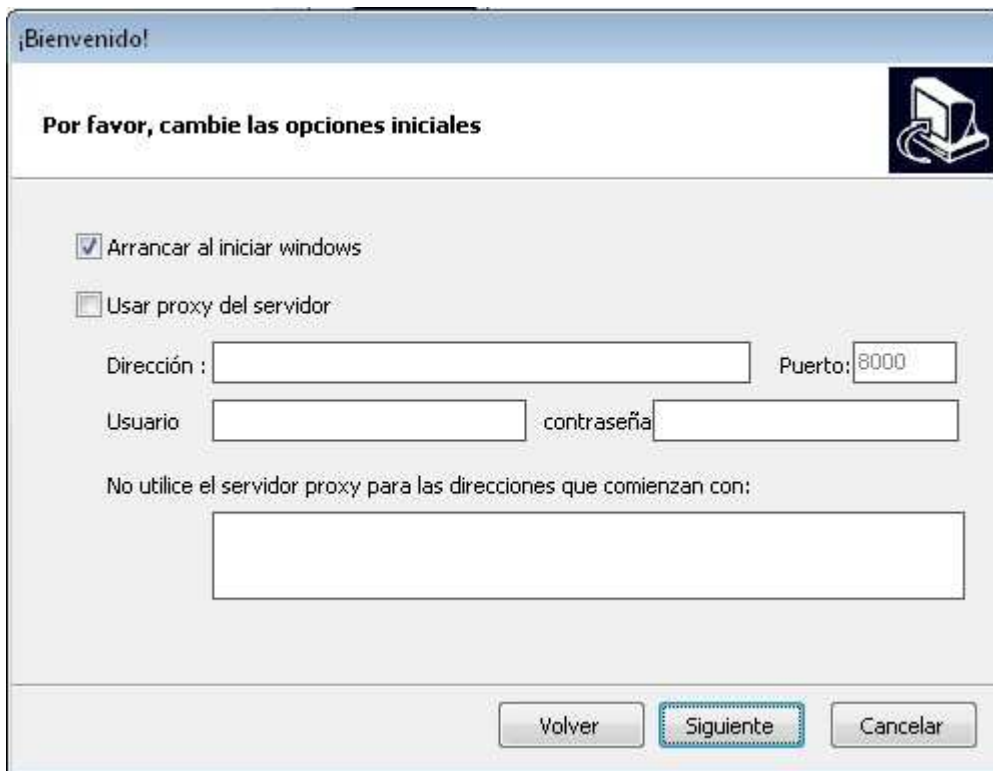 ¡Bienvenido!
Por favor, cambie las opciones iniciales
Arrancar al iniciar windows
Usar proxy del servidor
Dirección : Puerto: 8000
Usuario contraseña
No utilice el servidor proxy para las direcciones que comienzan con:
Volver Siguiente Cancelar